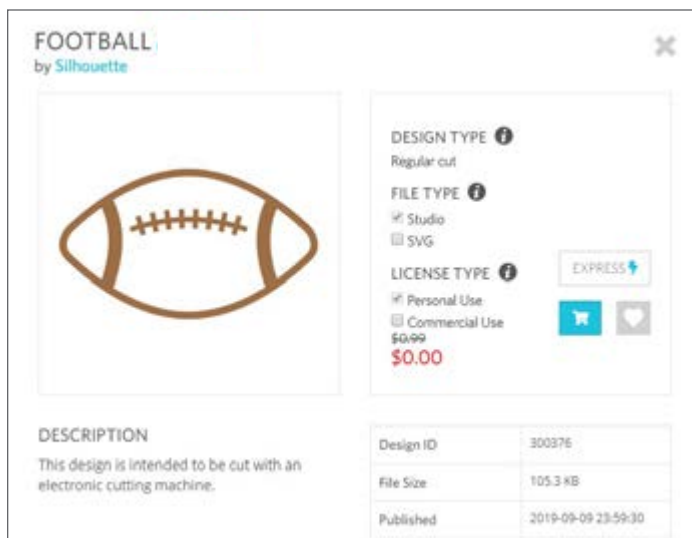 FOOTBALL
by Silhouette
DESIGN TYPE
Regular cut
FILE TYPE
Studio
SVG
LICENSE TYPE
Personal Use
Commercial Use
$0.99
$0.00
EXPRESS
DESCRIPTION
This design is intended to be cut with an
electronic cutting machine.
Design ID 300376
File Size 105.3 KB
Published 2019-09-09 23:59:30